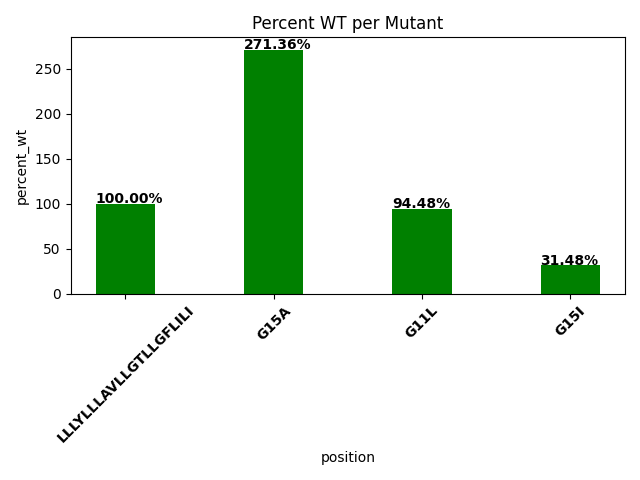 Percent WT per Mutant
percent_wt
250
200
150
100
50
0
100.00%
271.36%
94.48%
31.48%
LLLYLLLAVLLGTLLGFLILI
G15A
G11L
G15I
position